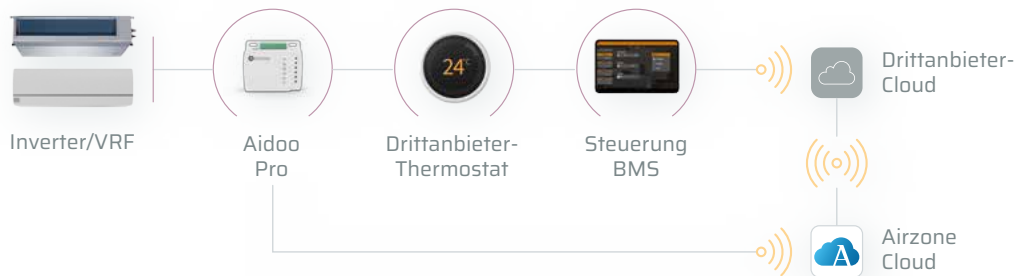 24°
Drittanbieter-
Cloud
Inverter/VRF
Aidoo
Pro
Drittanbieter-
Thermostat
Steuerung
BMS
Airzone
Cloud